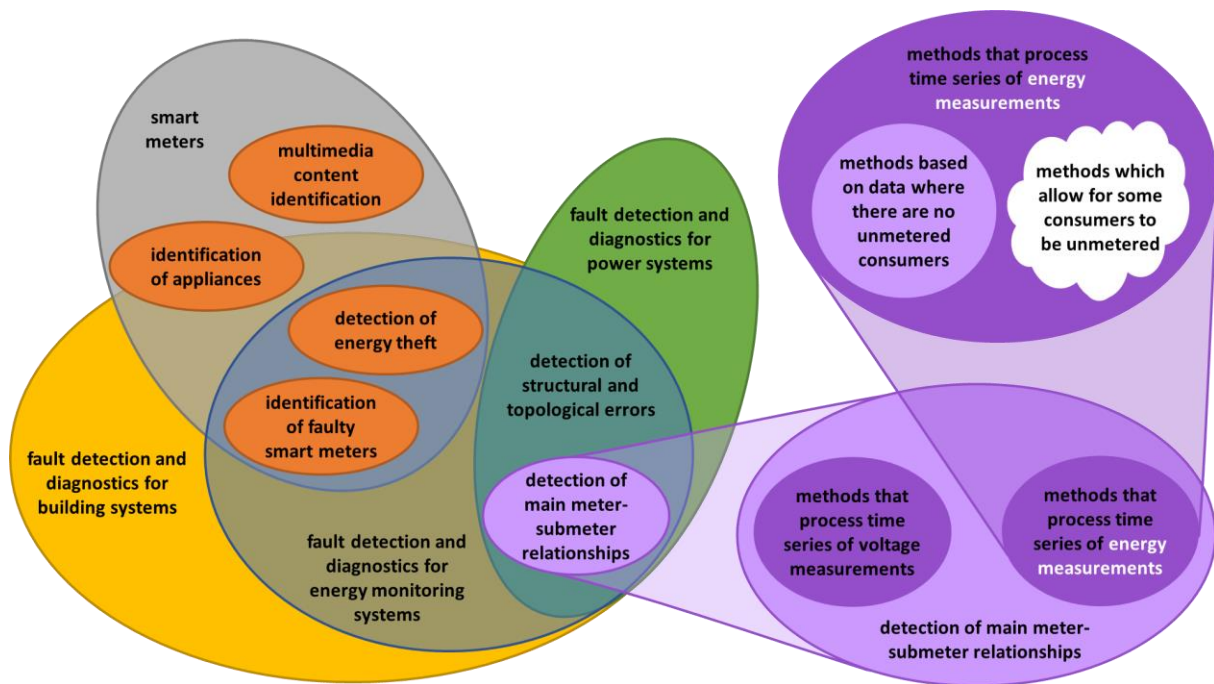 smart
meters
multimedia
content
identification
identification
of appliances
detection of
energy theft
identification
of faulty
smart meters
fault detection and
diagnostics for
building systems
fault detection and
diagnostics for
energy monitoring
systems
fault detection and
diagnostics for
power systems
detection of
structural and
topological errors
detection of
main meter-
submeter
relationships
methods that process
time series of energy
measurements
methods based
on data where
there are no
unmetered
consumers
methods which
allow for some
consumers to
be unmetered
methods that
process time
series of voltage
measurements
methods that
process time
series of energy
measurements
detection of main meter-
submeter relationships